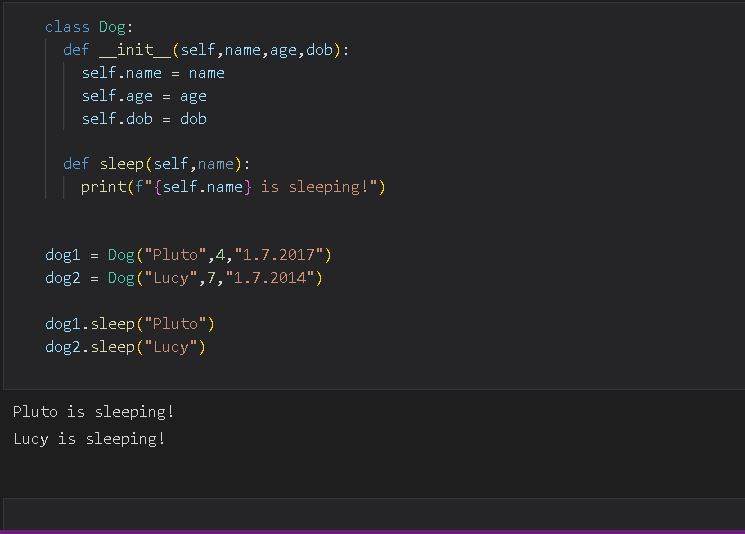 class Dog:
def __init__(self,name,age,dob):
self.name = name
self.age = age
self.dob = dob
def sleep(self,name):
print(f"{self.name} is sleeping!")
dog1 = Dog("Pluto",4,"1.7.2017")
dog2 = Dog("Lucy",7,"1.7.2014")
dog1.sleep("Pluto")
dog2.sleep("Lucy")
Pluto is sleeping!
Lucy is sleeping!